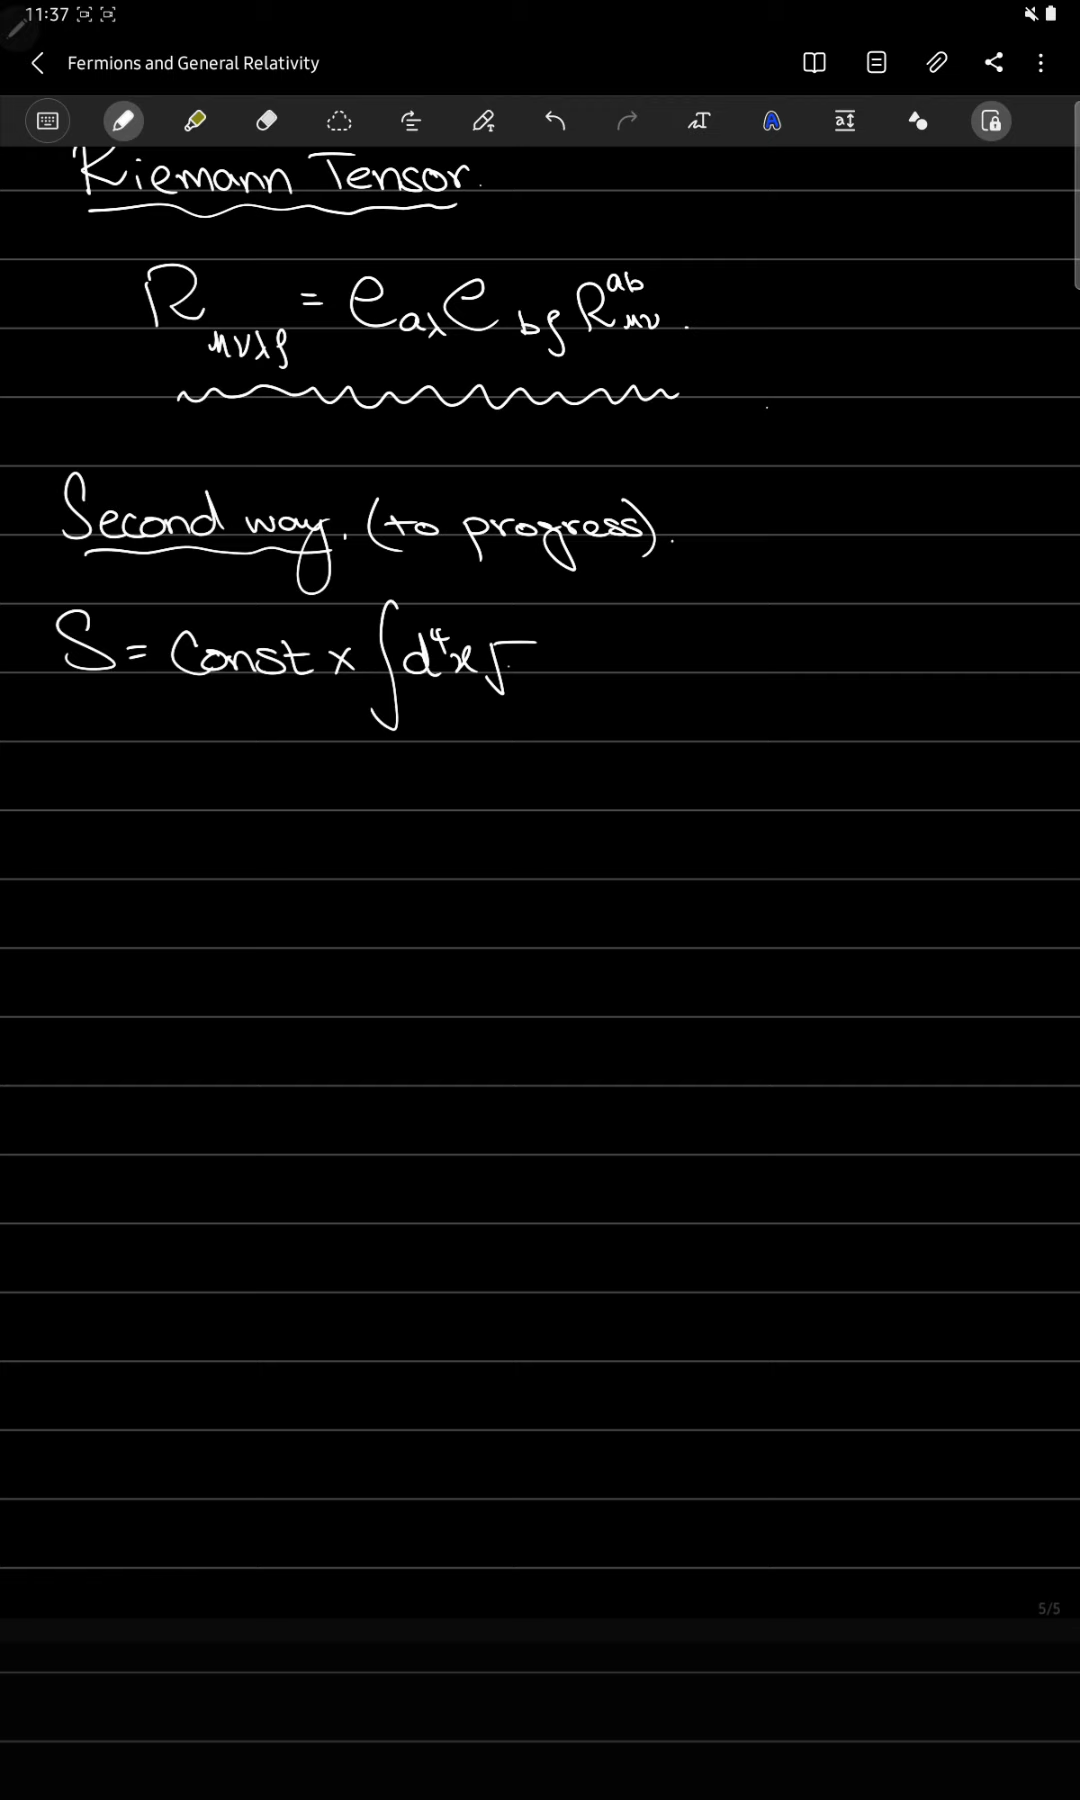 11:37
Fermions and General Relativity
Riemann Tensor.
R_{μνλρ} = e_{aλ} e_{bρ} R^{ab}_{μν}.
Second way. (to progress).
S = Const × ∫ d⁴x √
5/5